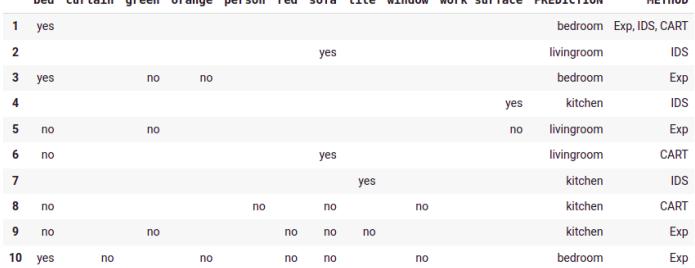 bed curtain green orange person red sofa tile window work surface PREDICTION METHOD
1 yes bedroom Exp, IDS, CART
2 yes livingroom IDS
3 yes no no bedroom Exp
4 yes kitchen IDS
5 no no no livingroom Exp
6 no yes livingroom CART
7 yes kitchen IDS
8 no no no no kitchen CART
9 no no no no no kitchen Exp
10 yes no no no no no bedroom Exp